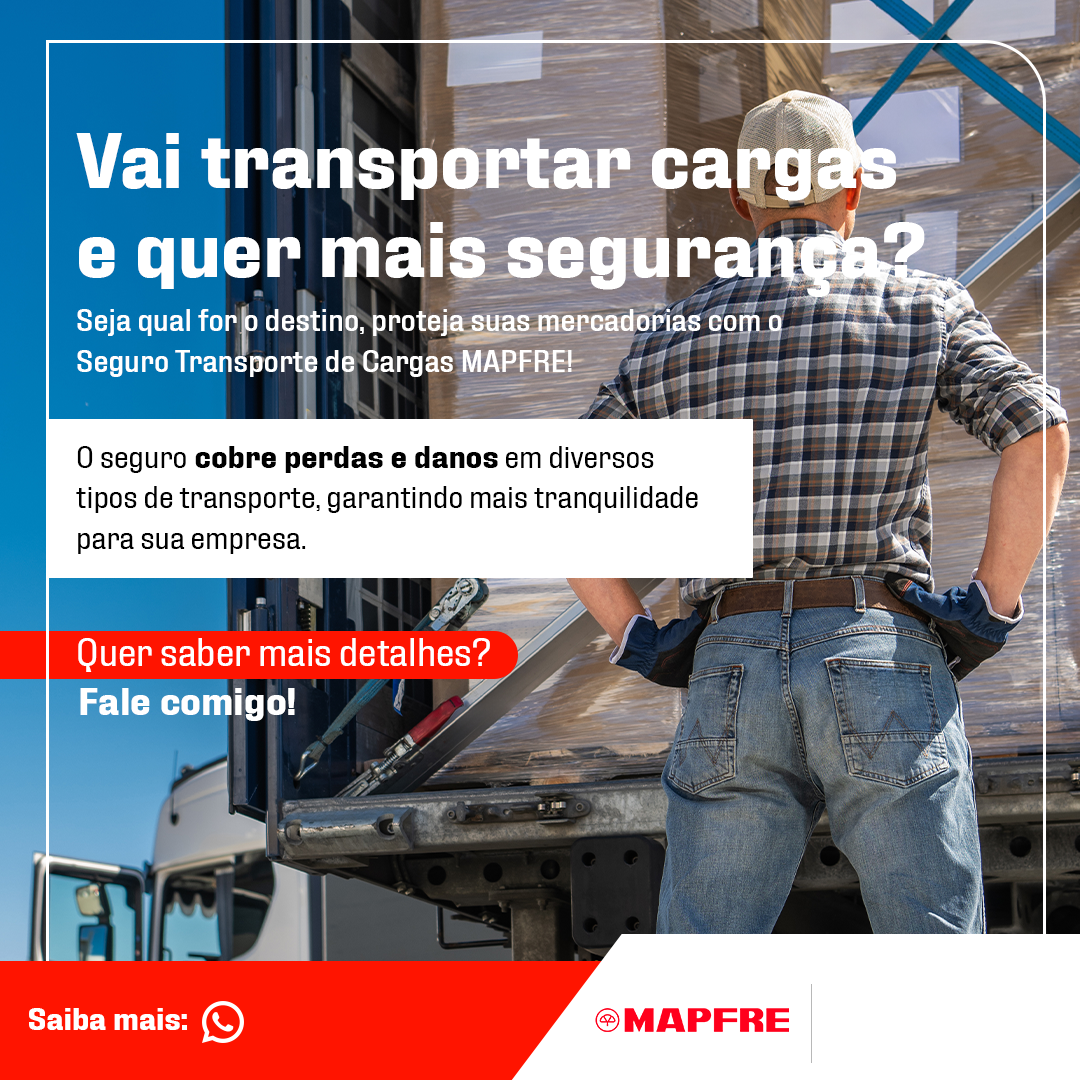 Vai transportar cargas
e quer mais segurança?
Seja qual for o destino, proteja suas mercadorias com o
Seguro Transporte de Cargas MAPFRE!
O seguro cobre perdas e danos em diversos
tipos de transporte, garantindo mais tranquilidade
para sua empresa.
Quer saber mais detalhes?
Fale comigo!
Saiba mais:
MAPFRE